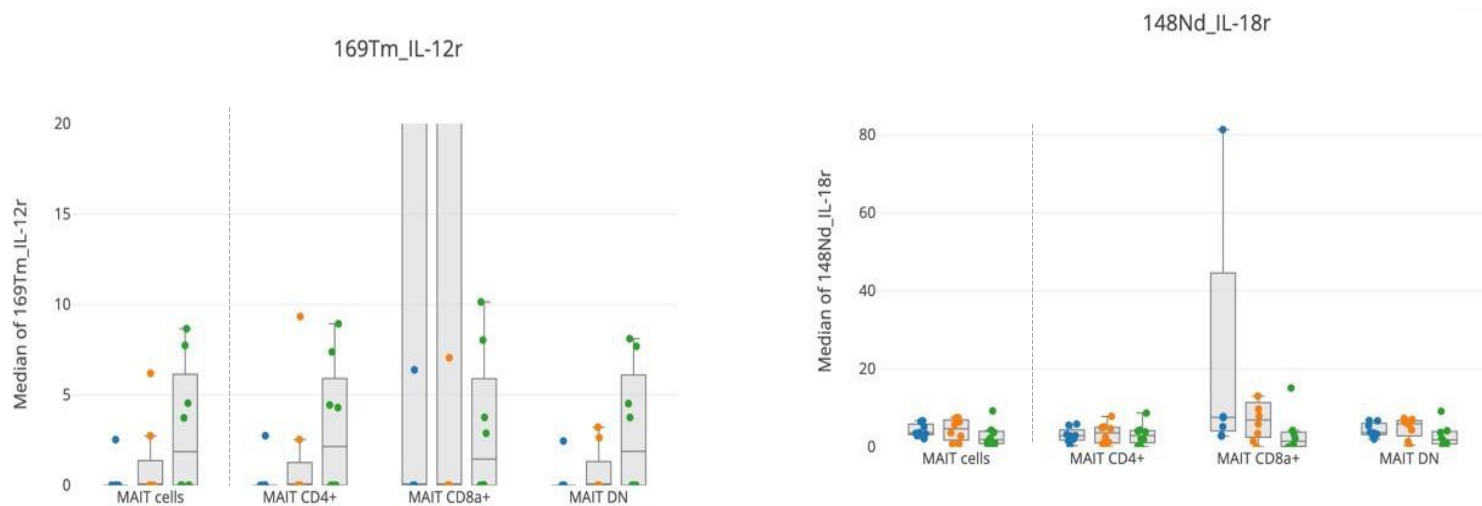 169Tm_IL-12r
Median of 169Tm_IL-12r
20
15
10
5
0
MAIT cells
MAIT CD4+
MAIT CD8a+
MAIT DN
148Nd_IL-18r
Median of 148Nd_IL-18r
80
60
40
20
0
MAIT cells
MAIT CD4+
MAIT CD8a+
MAIT DN